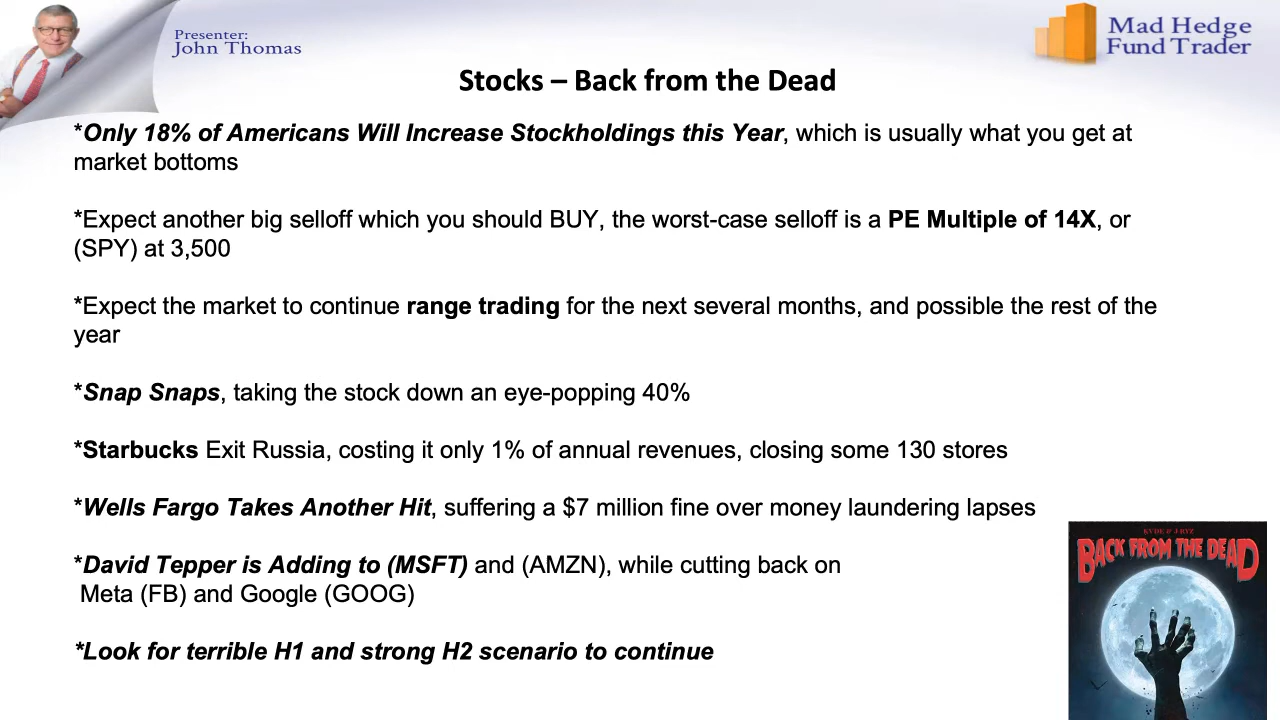 Presenter:
John Thomas
Mad Hedge
Fund Trader
Stocks – Back from the Dead
*Only 18% of Americans Will Increase Stockholdings this Year, which is usually what you get at
market bottoms
*Expect another big selloff which you should BUY, the worst-case selloff is a PE Multiple of 14X, or
(SPY) at 3,500
*Expect the market to continue range trading for the next several months, and possible the rest of the
year
*Snap Snaps, taking the stock down an eye-popping 40%
*Starbucks Exit Russia, costing it only 1% of annual revenues, closing some 130 stores
*Wells Fargo Takes Another Hit, suffering a $7 million fine over money laundering lapses
*David Tepper is Adding to (MSFT) and (AMZN), while cutting back on
Meta (FB) and Google (GOOG)
*Look for terrible H1 and strong H2 scenario to continue
BACK FROM THE DEAD